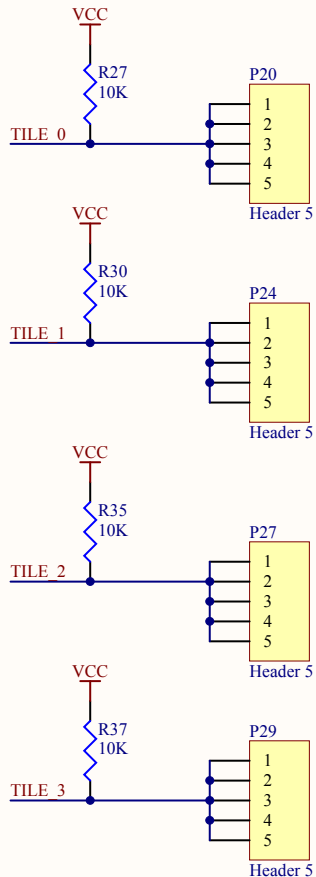 VCC
R27
10K
TILE_0
P20
1
2
3
4
5
Header 5
VCC
R30
10K
TILE_1
P24
1
2
3
4
5
Header 5
VCC
R35
10K
TILE_2
P27
1
2
3
4
5
Header 5
VCC
R37
10K
TILE_3
P29
1
2
3
4
5
Header 5